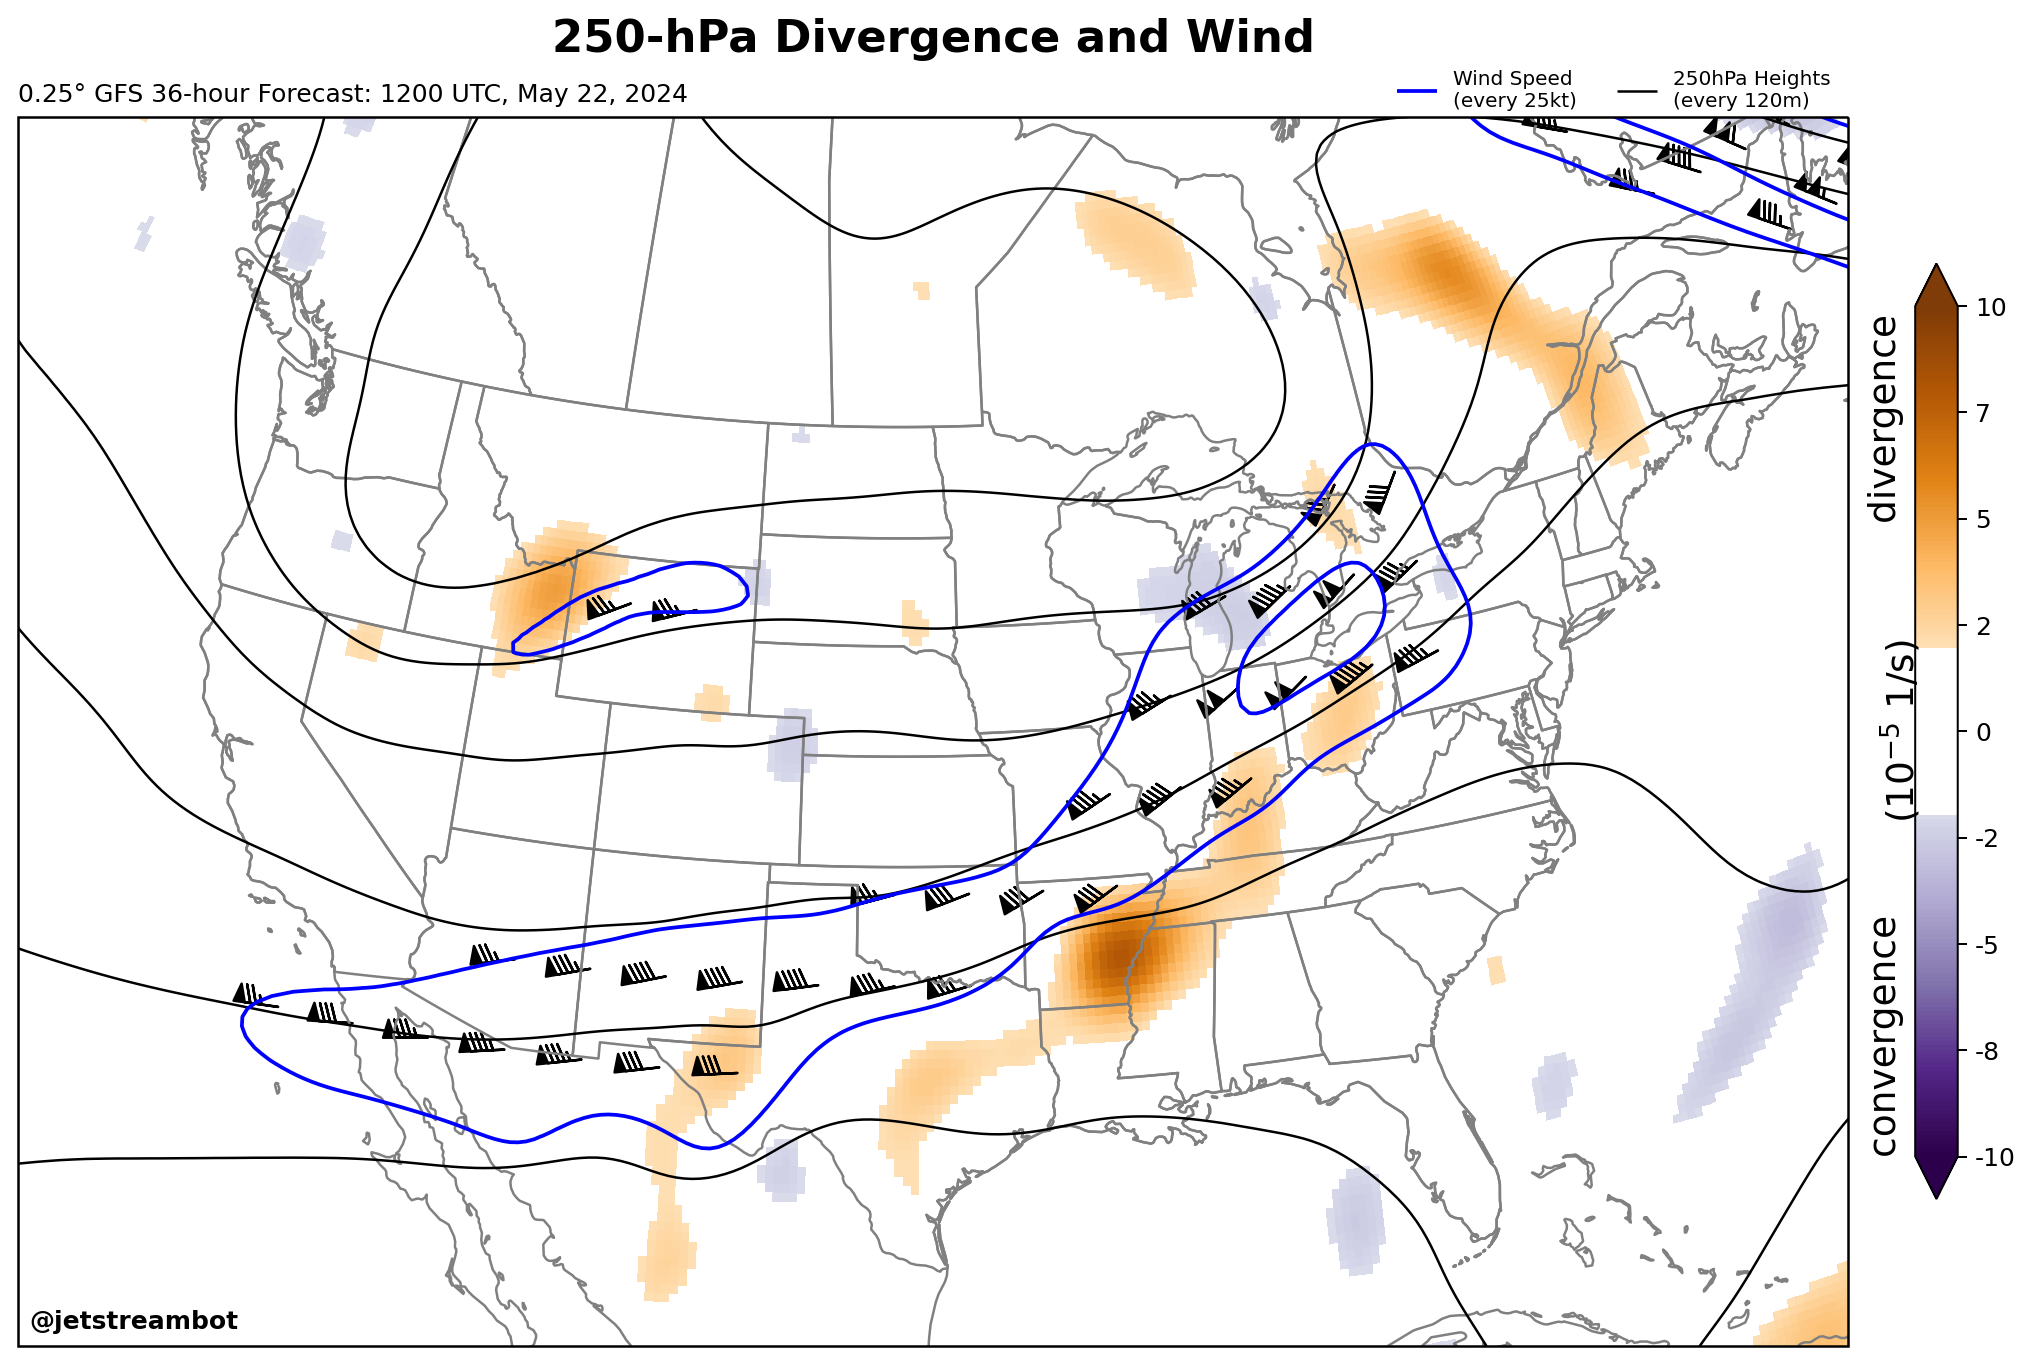 250-hPa Divergence and Wind
0.25° GFS 36-hour Forecast: 1200 UTC, May 22, 2024
Wind Speed
(every 25kt)
250hPa Heights
(every 120m)
10
7
5
2
0
-2
-5
-8
-10
divergence
(10⁻⁵ 1/s)
convergence
@jetstreambot